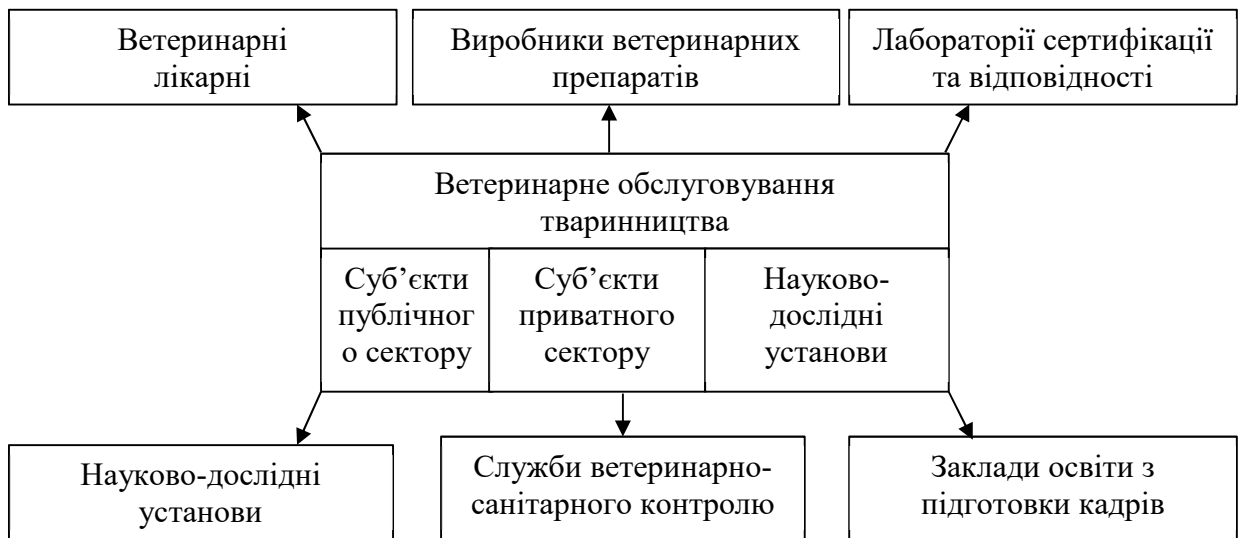 Ветеринарні
лікарні
Виробники ветеринарних
препаратів
Лабораторії сертифікації
та відповідності
Ветеринарне обслуговування
тваринництва
Суб’єкти
публічног
о сектору
Суб’єкти
приватного
сектору
Науково-
дослідні
установи
Науково-дослідні
установи
Служби ветеринарно-
санітарного контролю
Заклади освіти з
підготовки кадрів